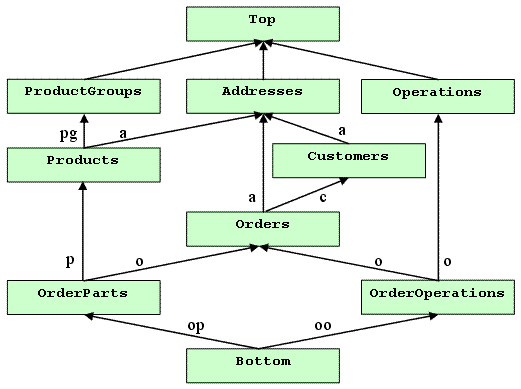 Top
ProductGroups
Addresses
Operations
pg
a
a
Products
Customers
a
c
Orders
p
o
o
o
OrderParts
OrderOperations
op
oo
Bottom